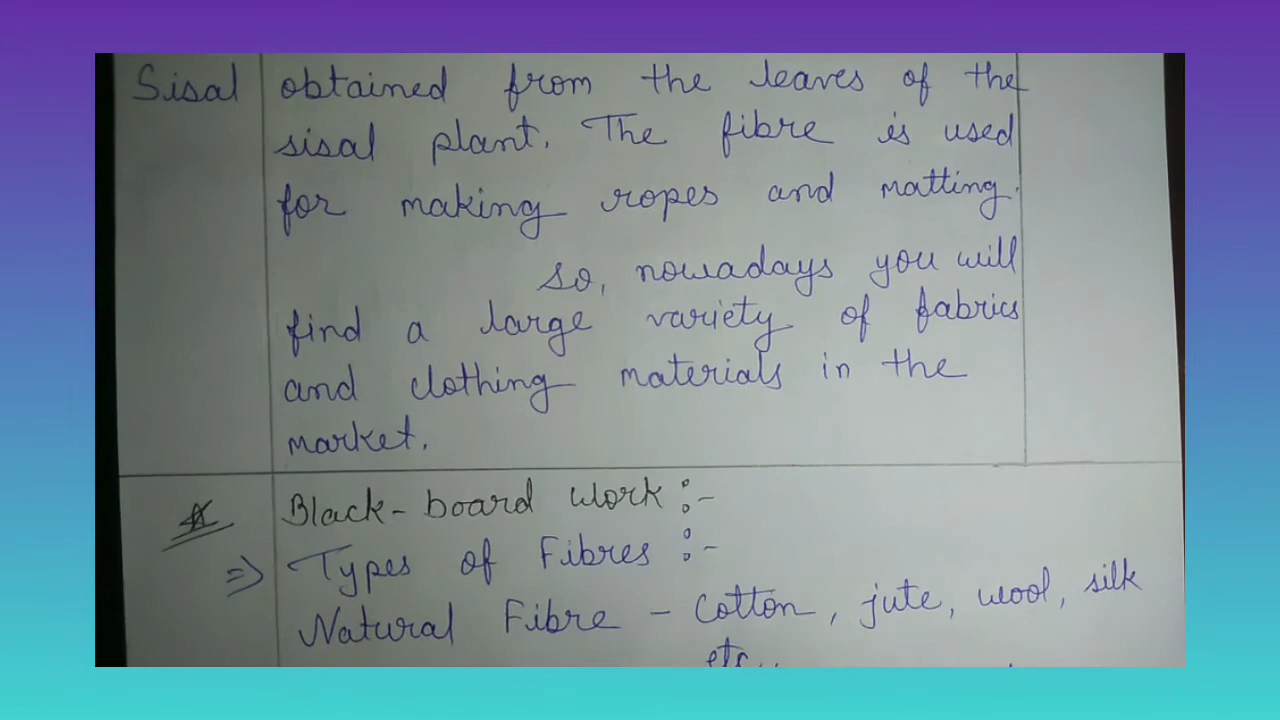 Sisal obtained from the leaves of the
sisal plant. The fibre is used
for making ropes and matting.
so, nowadays you will
find a large variety of fabrics
and clothing materials in the
market.
Black-board work :-
⇒ Types of Fibres :-
Natural Fibre - Cotton, jute, wool, silk
etc..